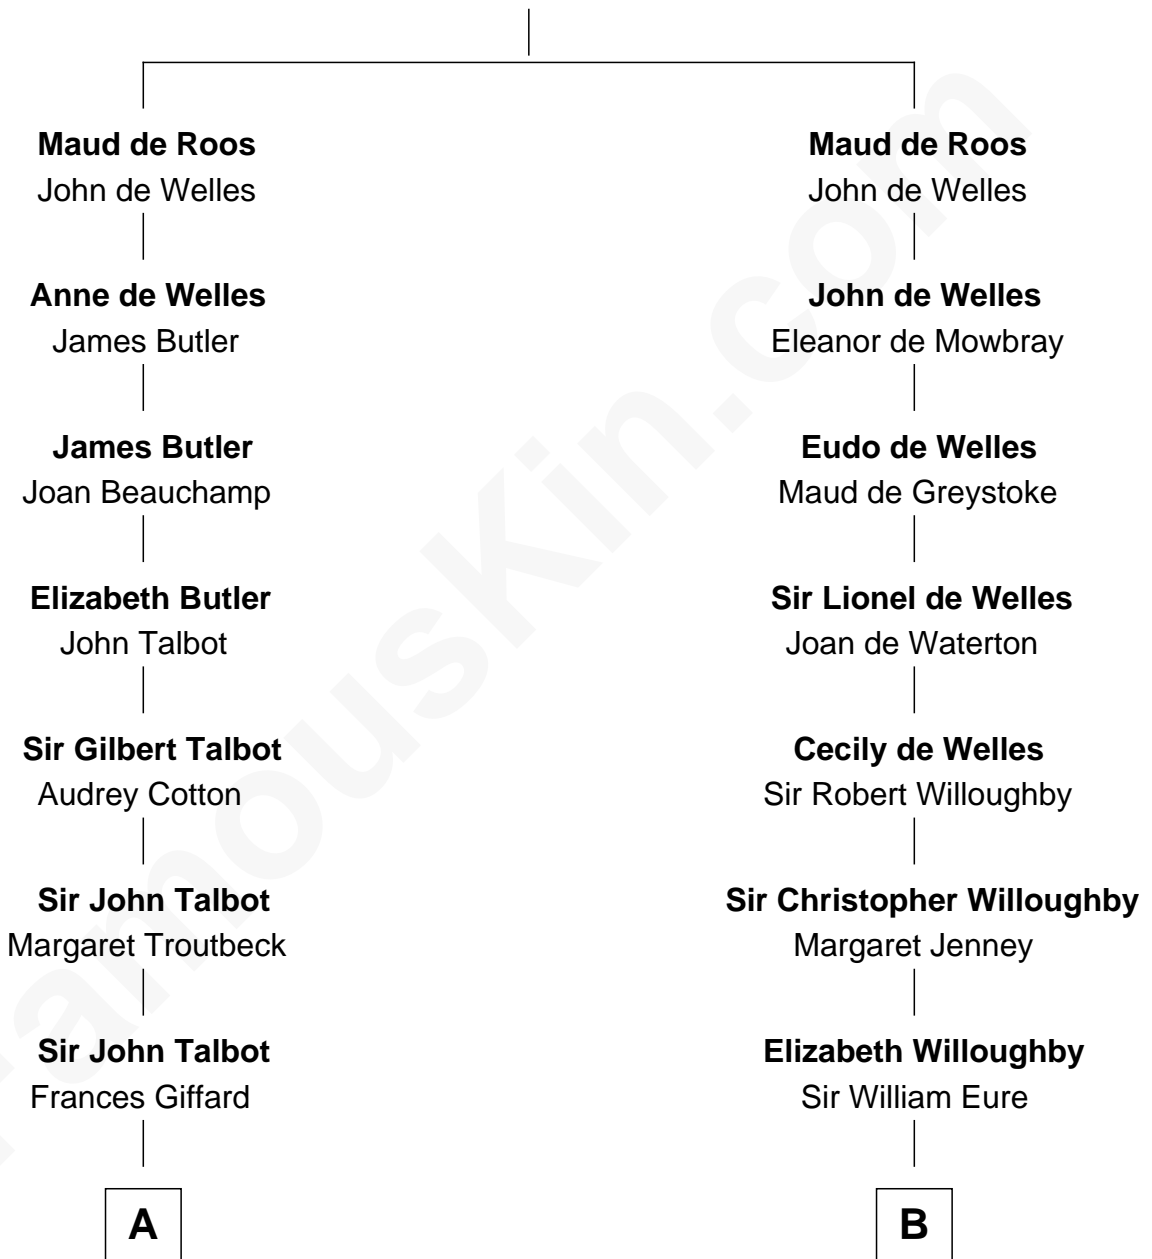 Maud de Roos
John de Welles
Anne de Welles
James Butler
James Butler
Joan Beauchamp
Elizabeth Butler
John Talbot
Sir Gilbert Talbot
Audrey Cotton
Sir John Talbot
Margaret Troutbeck
Sir John Talbot
Frances Giffard
A
Maud de Roos
John de Welles
John de Welles
Eleanor de Mowbray
Eudo de Welles
Maud de Greystoke
Sir Lionel de Welles
Joan de Waterton
Cecily de Welles
Sir Robert Willoughby
Sir Christopher Willoughby
Margaret Jenney
Elizabeth Willoughby
Sir William Eure
B
FamousKin.com